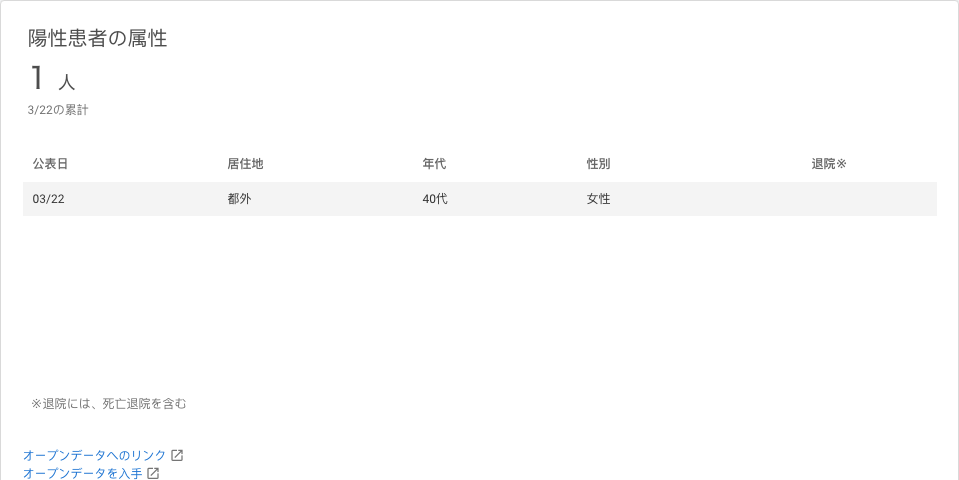 陽性患者の属性
1 人
3/22の累計
公表日 居住地 年代 性別 退院※
03/22 都外 40代 女性
※退院には、死亡退院を含む
オープンデータへのリンク
オープンデータを入手